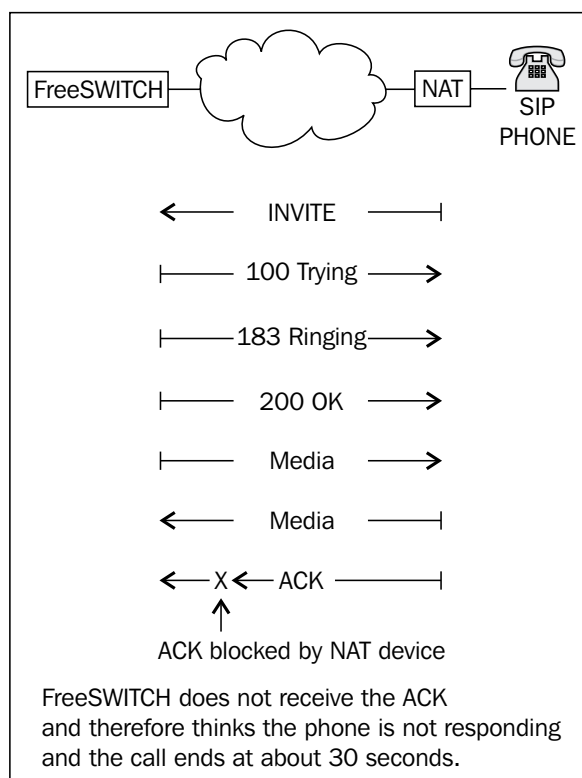 FreeSWITCH
NAT
SIP
PHONE
INVITE
100 Trying
183 Ringing
200 OK
Media
Media
X
ACK
ACK blocked by NAT device
FreeSWITCH does not receive the ACK
and therefore thinks the phone is not responding
and the call ends at about 30 seconds.